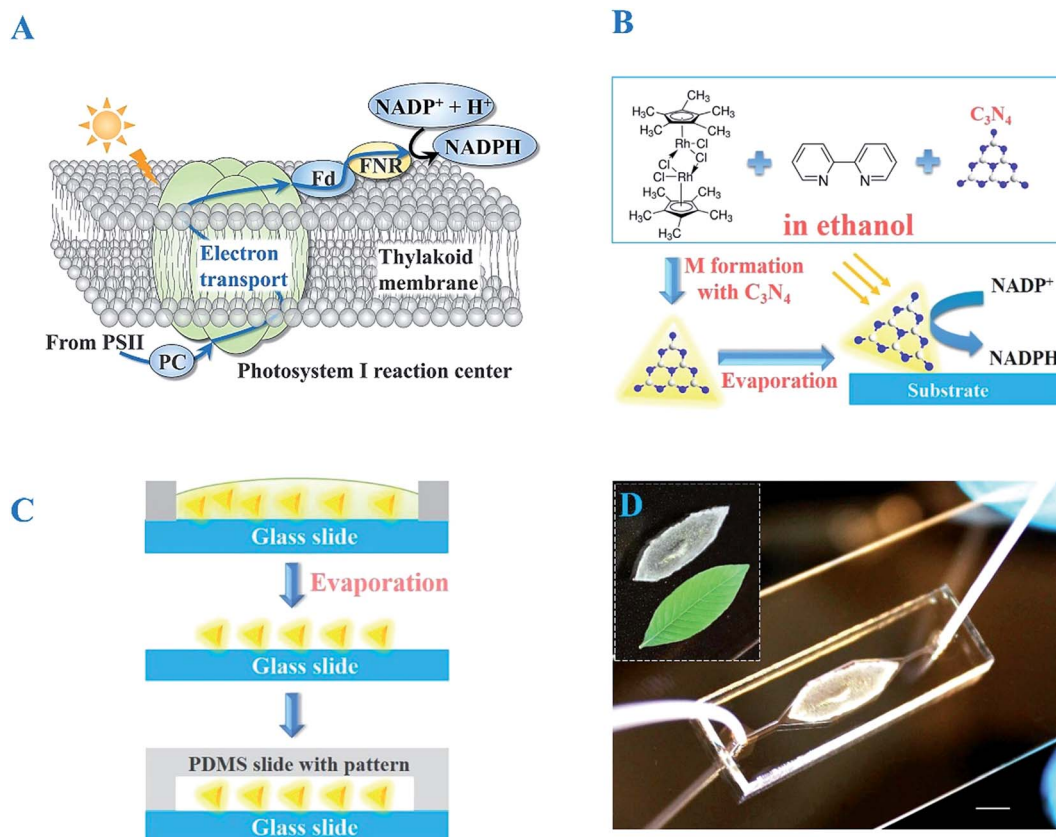 A
NADP⁺ + H⁺
NADPH
FNR
Fd
Electron
transport
Thylakoid
membrane
From PSII
PC
Photosystem I reaction center
B
CH₃
H₃C
CH₃
H₃C
CH₃
Rh
Cl
Cl
Cl
Cl
Rh
H₃C
CH₃
H₃C
CH₃
CH₃
N
N
C₃N₄
in ethanol
M formation
with C₃N₄
NADP⁺
NADPH
Evaporation
Substrate
C
Glass slide
Evaporation
Glass slide
PDMS slide with pattern
Glass slide
D